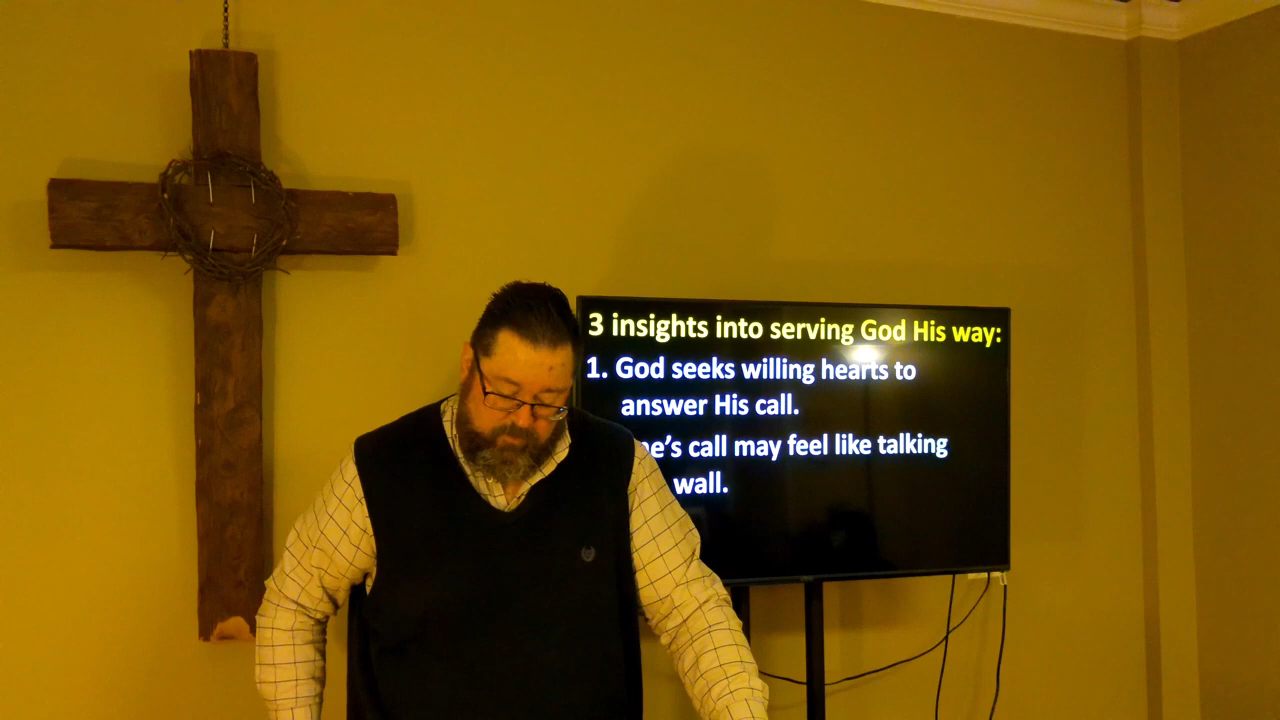 3 insights into serving God His way:
1. God seeks willing hearts to
answer His call.
call may feel like talking
wall.